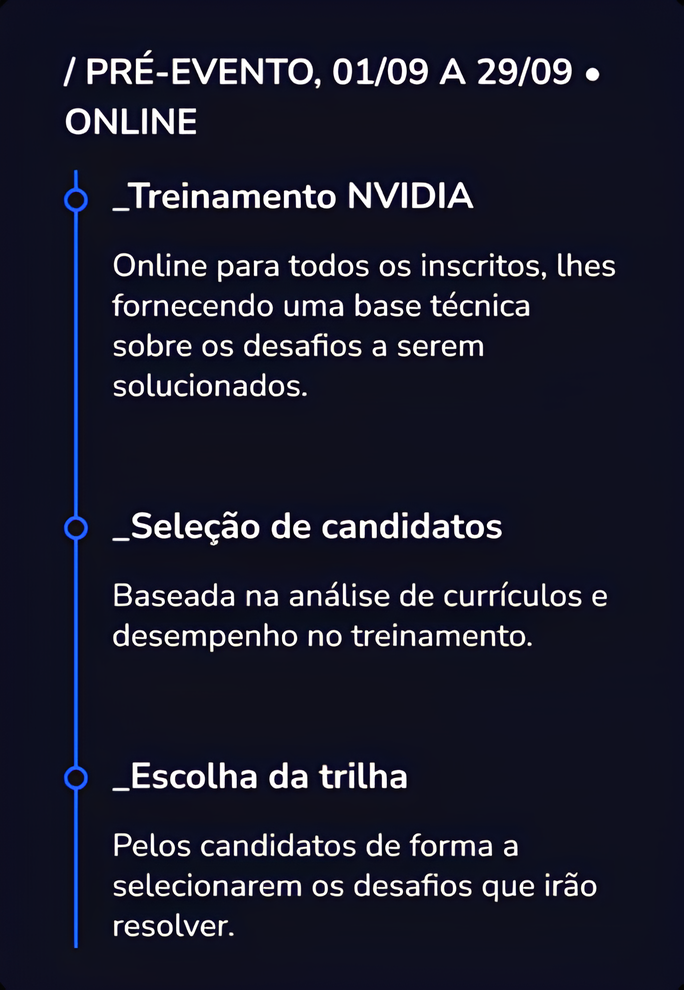 / PRÉ-EVENTO, 01/09 A 29/09 •
ONLINE
_Treinamento NVIDIA
Online para todos os inscritos, lhes
fornecendo uma base técnica
sobre os desafios a serem
solucionados.
_Seleção de candidatos
Baseada na análise de currículos e
desempenho no treinamento.
_Escolha da trilha
Pelos candidatos de forma a
selecionarem os desafios que irão
resolver.